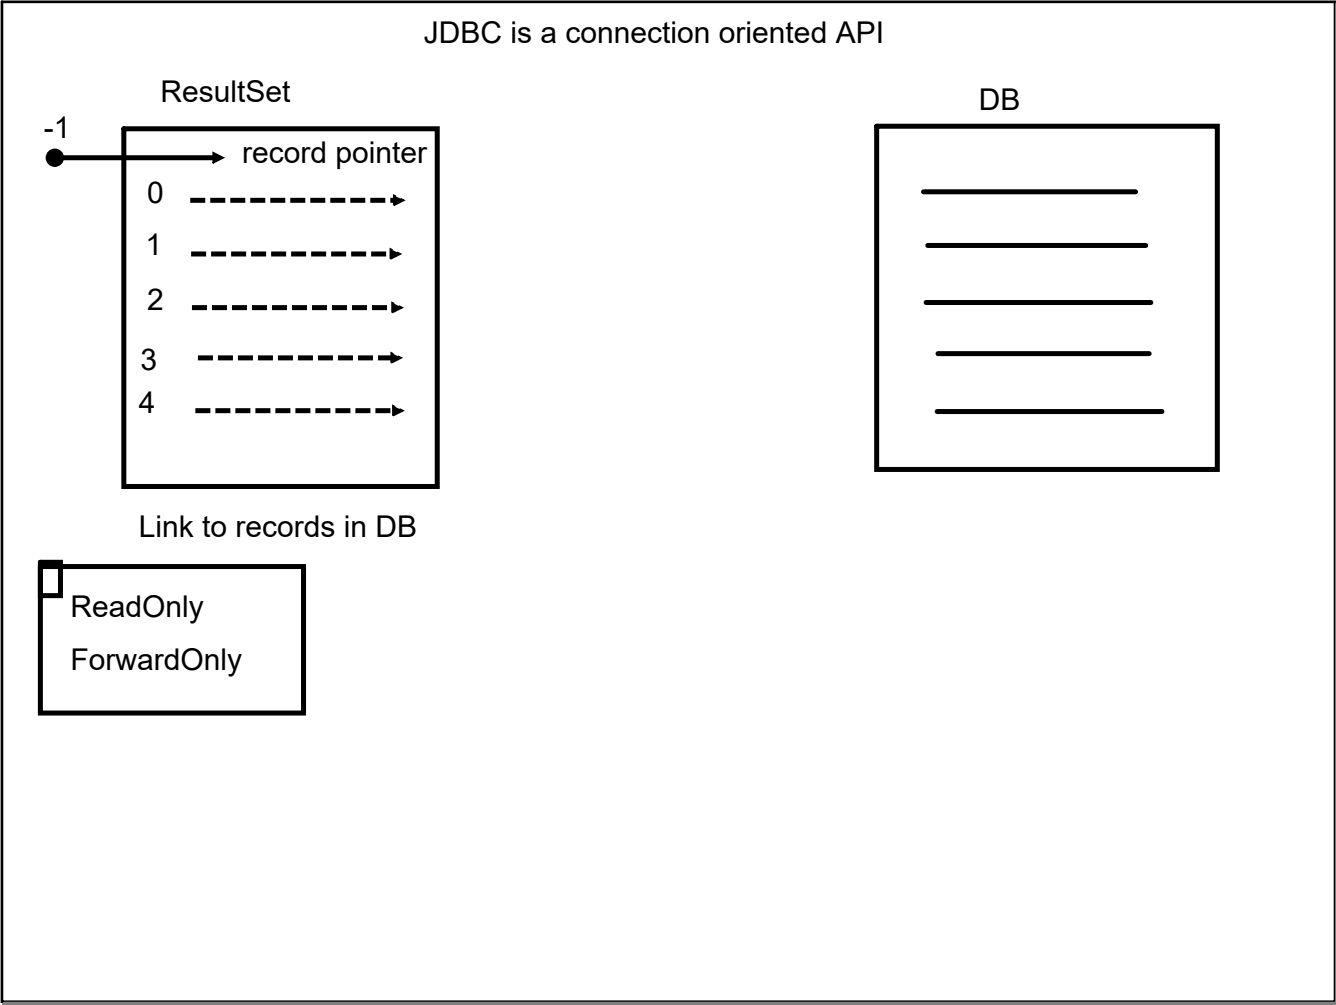 JDBC is a connection oriented API
ResultSet
DB
-1
record pointer
0
1
2
3
4
Link to records in DB
ReadOnly
ForwardOnly